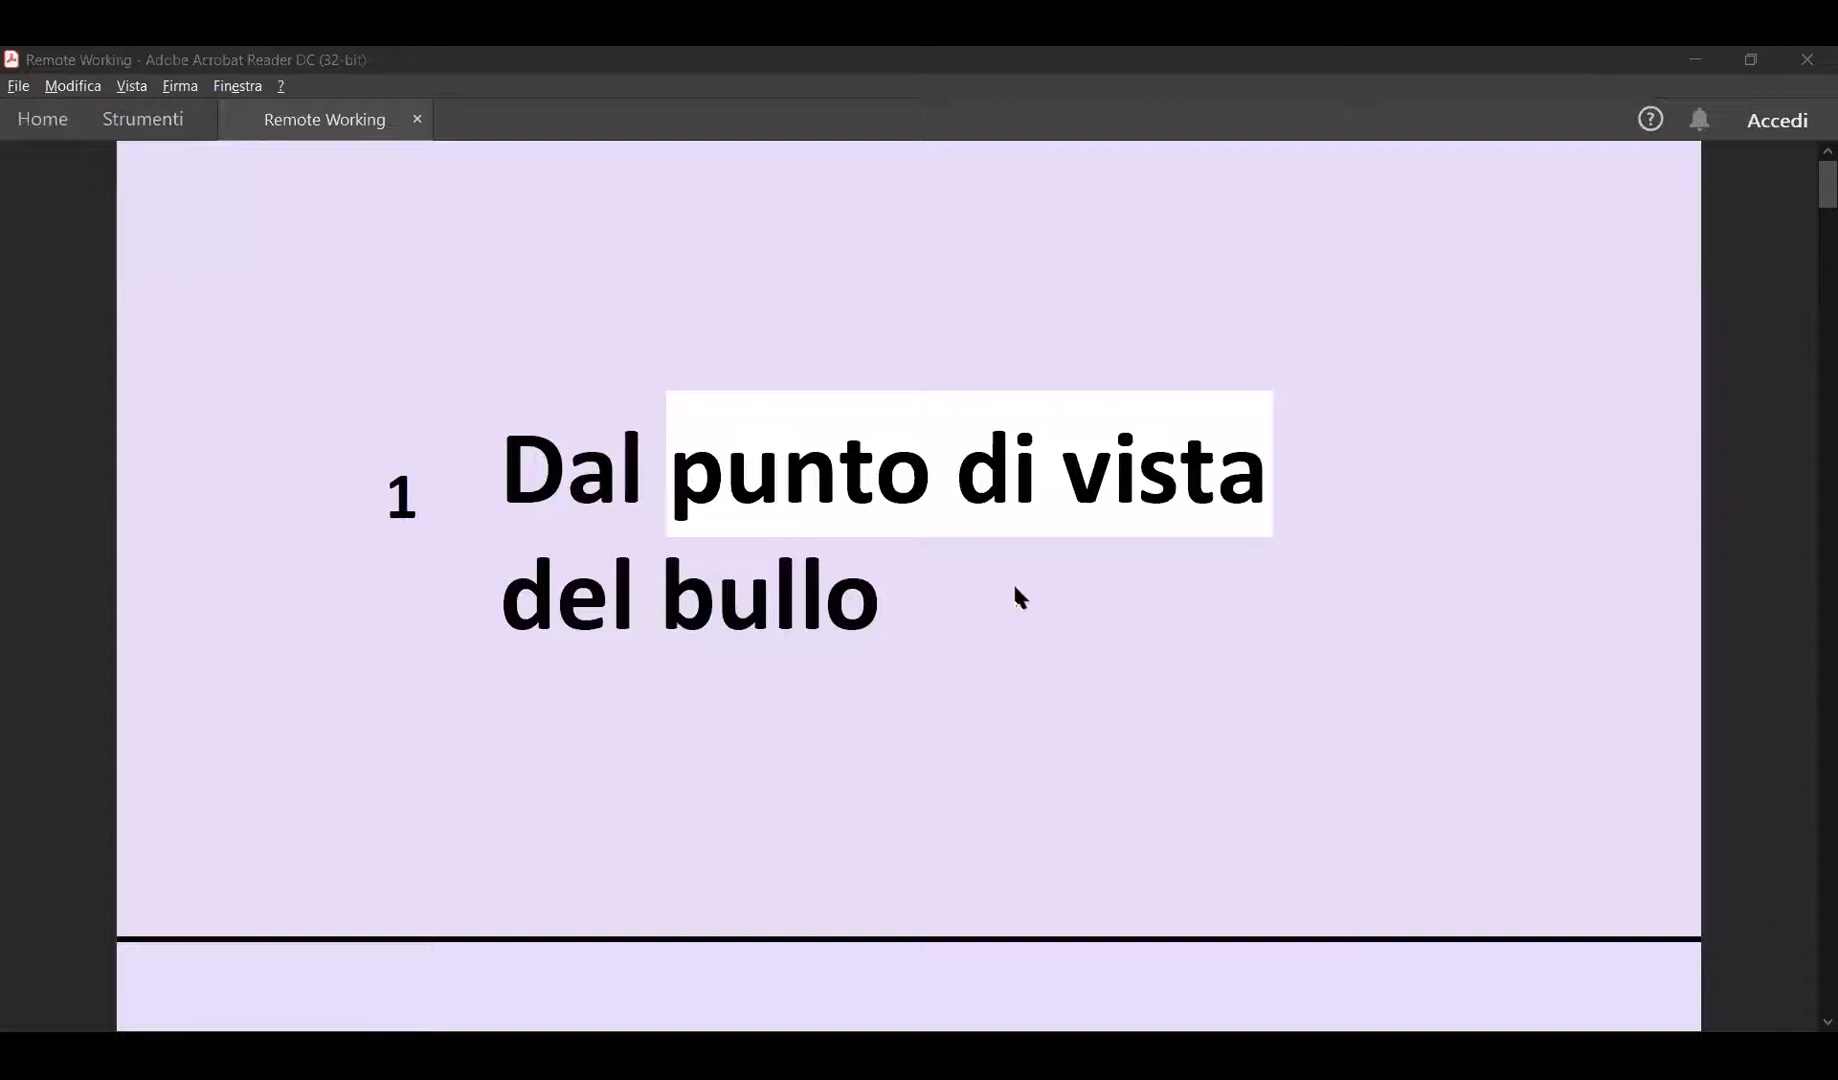 Remote Working - Adobe Acrobat Reader DC (32-bit)
File Modifica Vista Firma Finestra ?
Home Strumenti Remote Working × ? Accedi
1 Dal punto di vista
del bullo